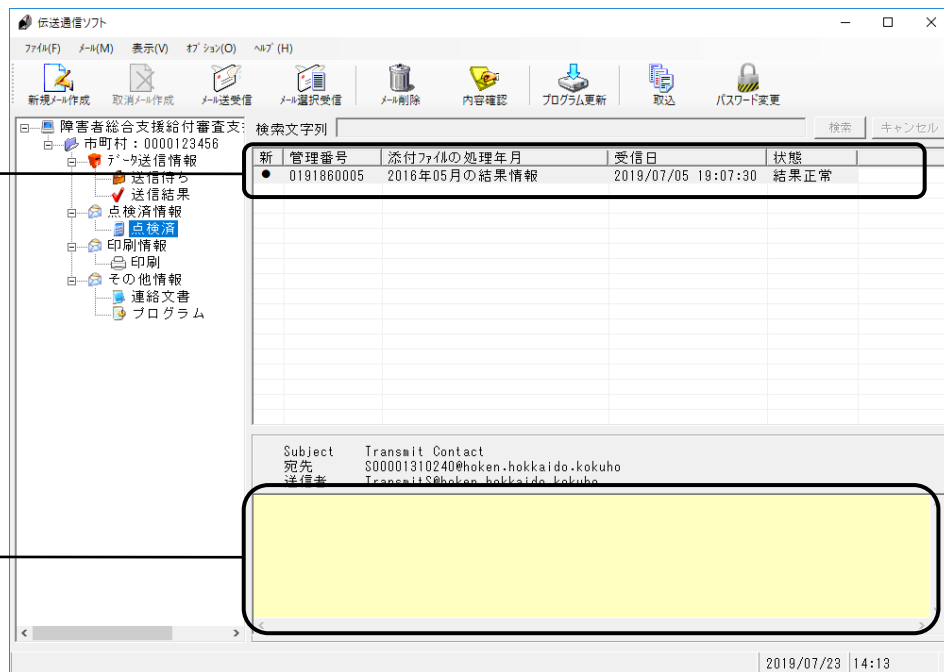 伝送通信ソフト
ﾌｧｲﾙ(F) ﾒｰﾙ(M) 表示(V) ｵﾌﾟｼｮﾝ(O) ﾍﾙﾌﾟ(H)
新規ﾒｰﾙ作成 取消ﾒｰﾙ作成 ﾒｰﾙ送受信 ﾒｰﾙ選択受信 ﾒｰﾙ削除 内容確認 ﾌﾟﾛｸﾞﾗﾑ更新 取込 ﾊﾟｽﾜｰﾄﾞ変更
障害者総合支援給付審査支
市町村：0000123456
ﾃﾞｰﾀ送信情報
送信待ち
送信結果
点検済情報
点検済
印刷情報
印刷
その他情報
連絡文書
プログラム
検索文字列 検索 キャンセル
新 管理番号 添付ﾌｧｲﾙの処理年月 受信日 状態
● 0191860005 2016年05月の結果情報 2019/07/05 19:07:30 結果正常
Subject Transmit Contact
宛先 S00001310240@hoken.hokkaido.kokuho
送信者 TransmitS@hoken.hokkaido.kokuho
2019/07/23 14:13